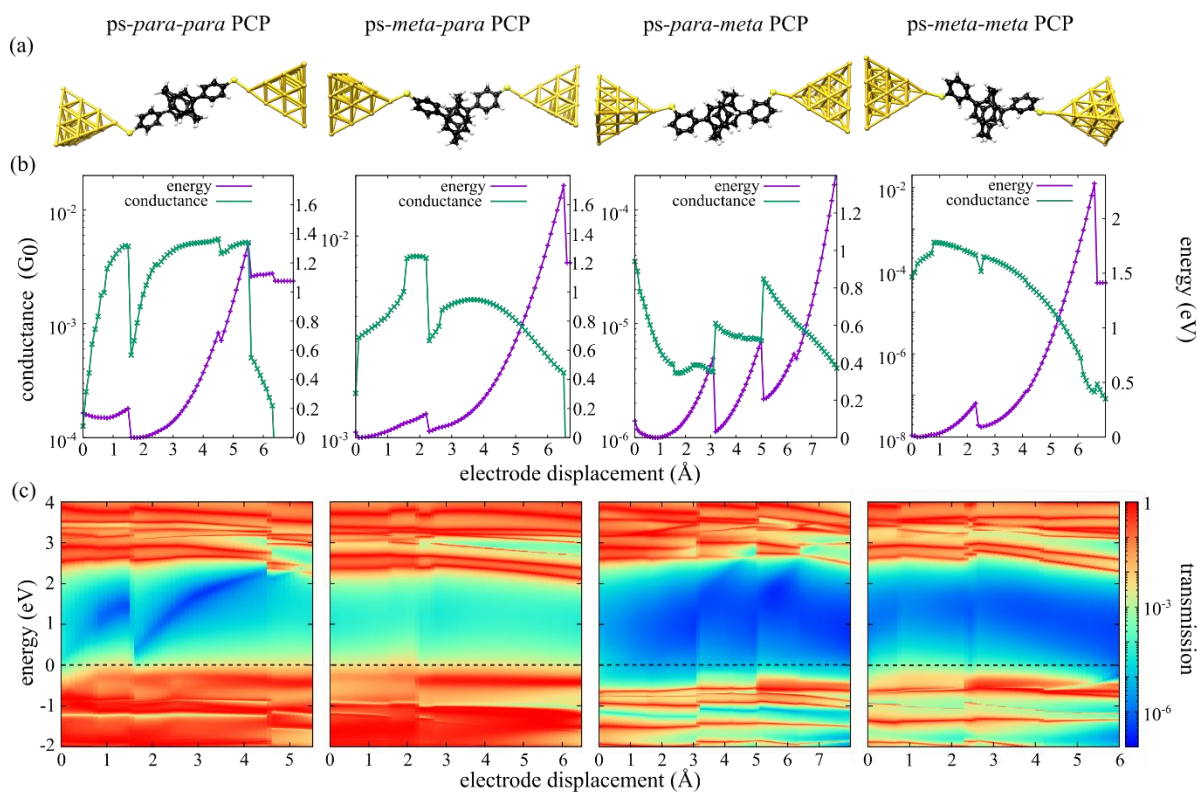 ps-para-para PCP
ps-meta-para PCP
ps-para-meta PCP
ps-meta-meta PCP
(a)
(b)
energy
conductance
energy
conductance
energy
conductance
energy
conductance
conductance (G0)
10-2
10-3
10-4
1.6
1.4
1.2
1
0.8
0.6
0.4
0.2
0
10-2
10-3
1.6
1.4
1.2
1
0.8
0.6
0.4
0.2
0
10-4
10-5
10-6
1.2
1
0.8
0.6
0.4
0.2
0
10-2
10-4
10-6
10-8
2
1.5
1
0.5
0
energy (eV)
0 1 2 3 4 5 6
0 1 2 3 4 5 6
0 1 2 3 4 5 6 7
0 1 2 3 4 5 6
electrode displacement (Å)
(c)
energy (eV)
4
3
2
1
0
-1
-2
1
10-3
10-6
transmission
0 1 2 3 4 5
0 1 2 3 4 5 6
0 1 2 3 4 5 6 7
0 1 2 3 4 5 6
electrode displacement (Å)